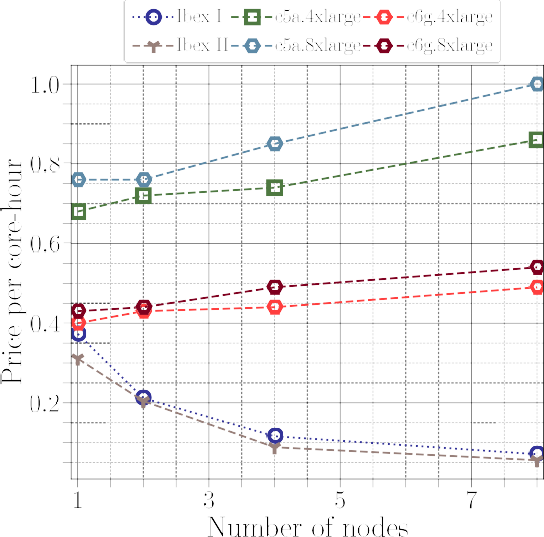 Ibex I c5a.4xlarge c6g.4xlarge
Ibex II c5a.8xlarge c6g.8xlarge
1.0
0.8
0.6
0.4
0.2
Price per core-hour
1 3 5 7
Number of nodes